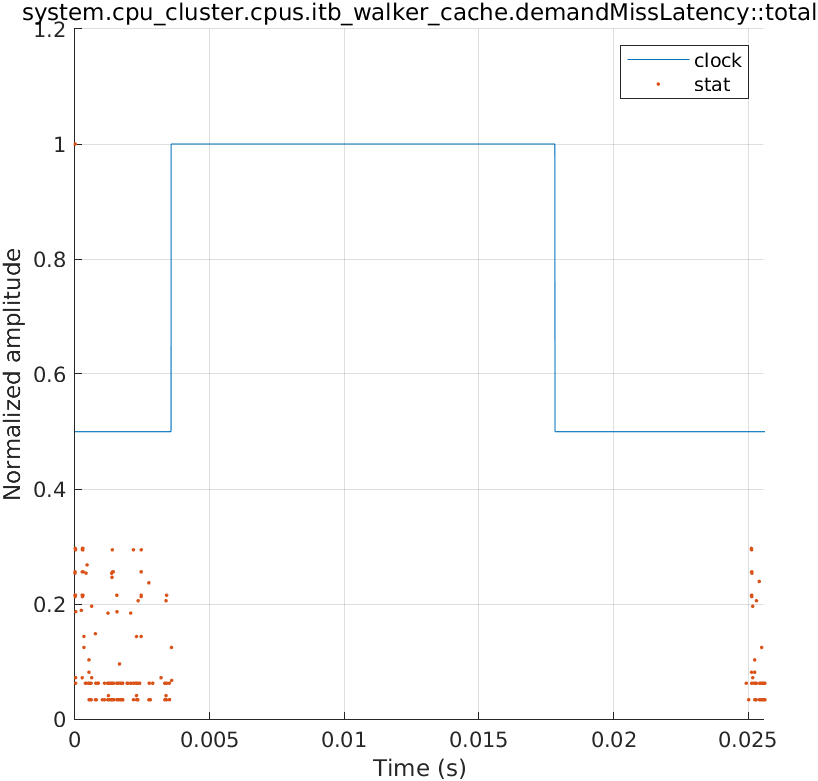 system.cpu_cluster.cpus.itb_walker_cache.demandMissLatency::total
1.2
clock
stat
1
0.8
0.6
0.4
0.2
0
Normalized amplitude
0
0.005
0.01
0.015
0.02
0.025
Time (s)